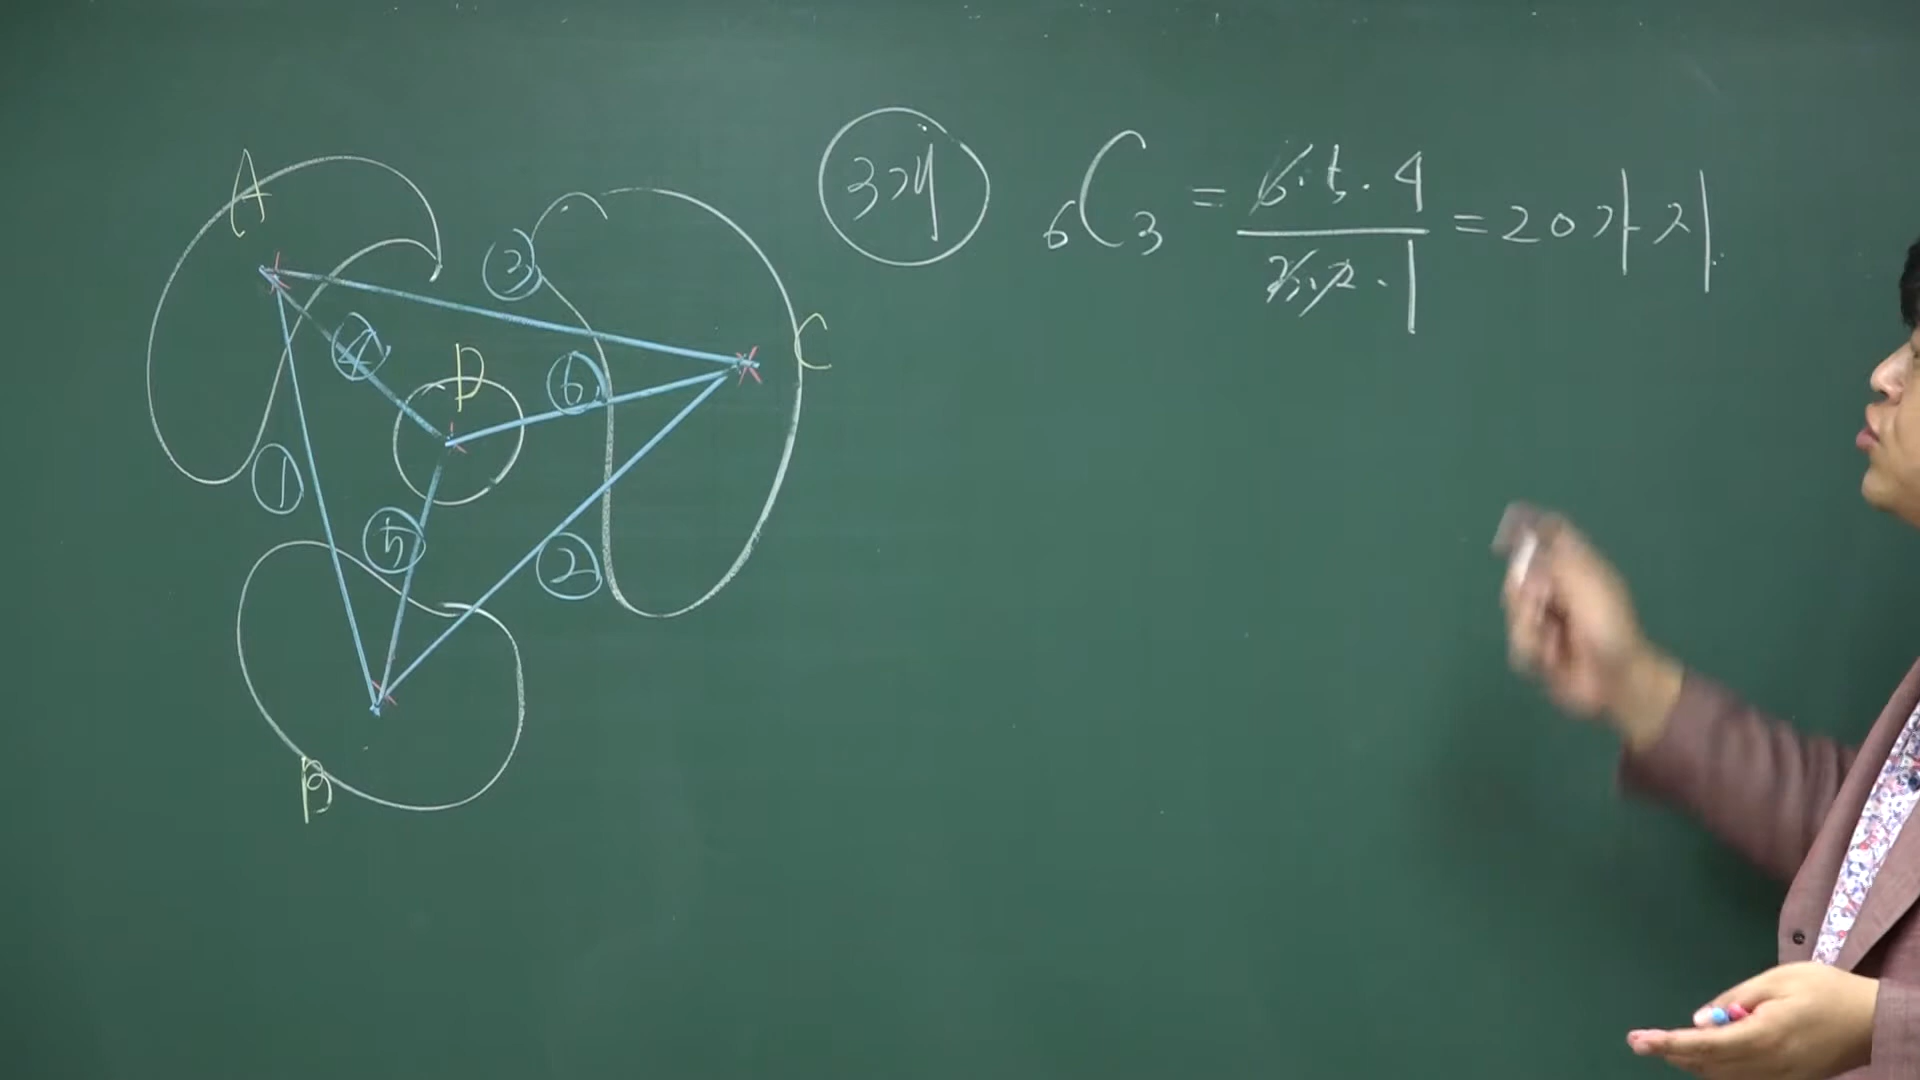 A
③
3개
₆C₃ = 6·5·4 / 3·2·1 = 20가지
C
④
D
⑥
①
⑤
②
B